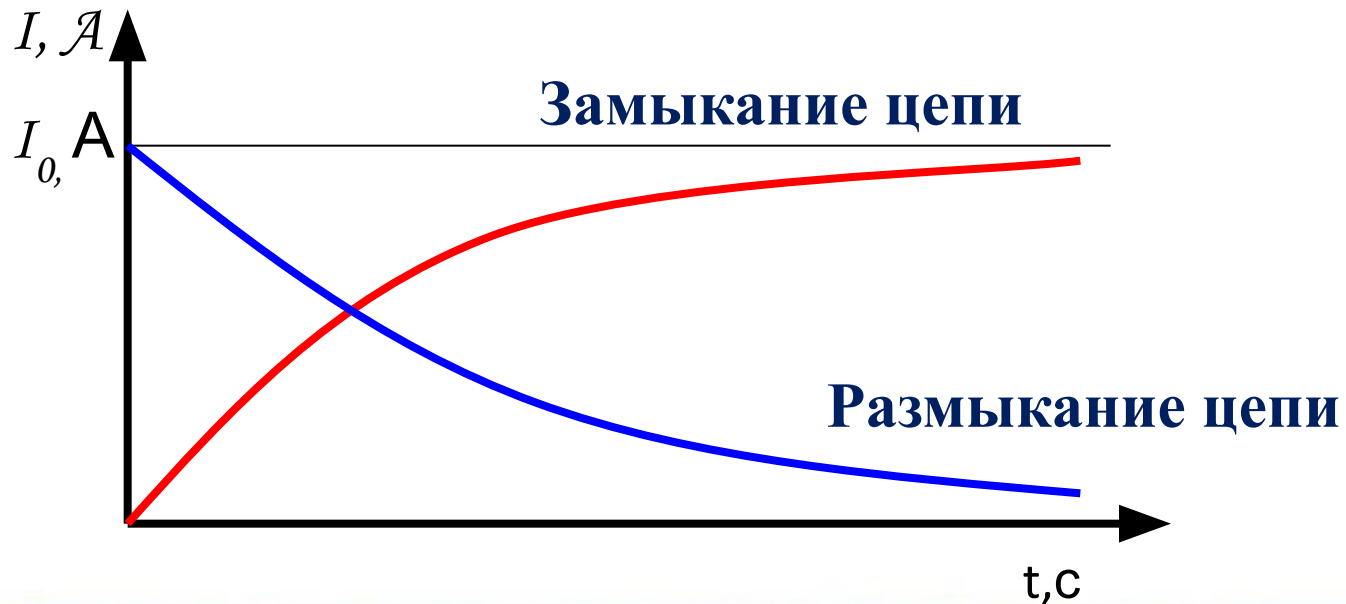 I, A
Замыкание цепи
I0, A
Размыкание цепи
t,c